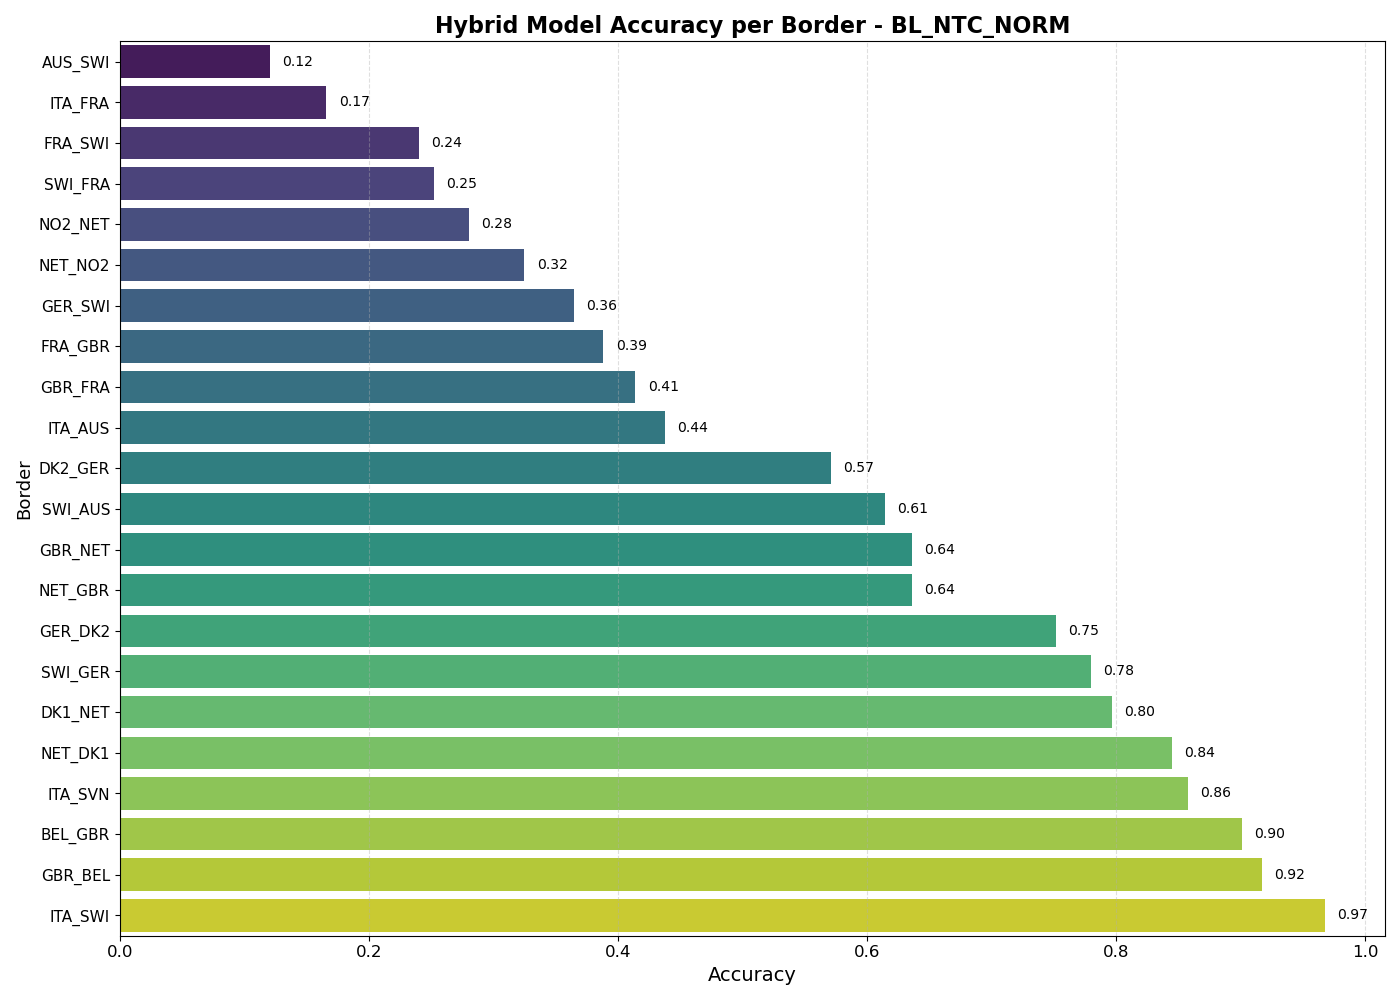 Hybrid Model Accuracy per Border - BL_NTC_NORM
Border
AUS_SWI 0.12
ITA_FRA 0.17
FRA_SWI 0.24
SWI_FRA 0.25
NO2_NET 0.28
NET_NO2 0.32
GER_SWI 0.36
FRA_GBR 0.39
GBR_FRA 0.41
ITA_AUS 0.44
DK2_GER 0.57
SWI_AUS 0.61
GBR_NET 0.64
NET_GBR 0.64
GER_DK2 0.75
SWI_GER 0.78
DK1_NET 0.80
NET_DK1 0.84
ITA_SVN 0.86
BEL_GBR 0.90
GBR_BEL 0.92
ITA_SWI 0.97
0.0 0.2 0.4 0.6 0.8 1.0
Accuracy